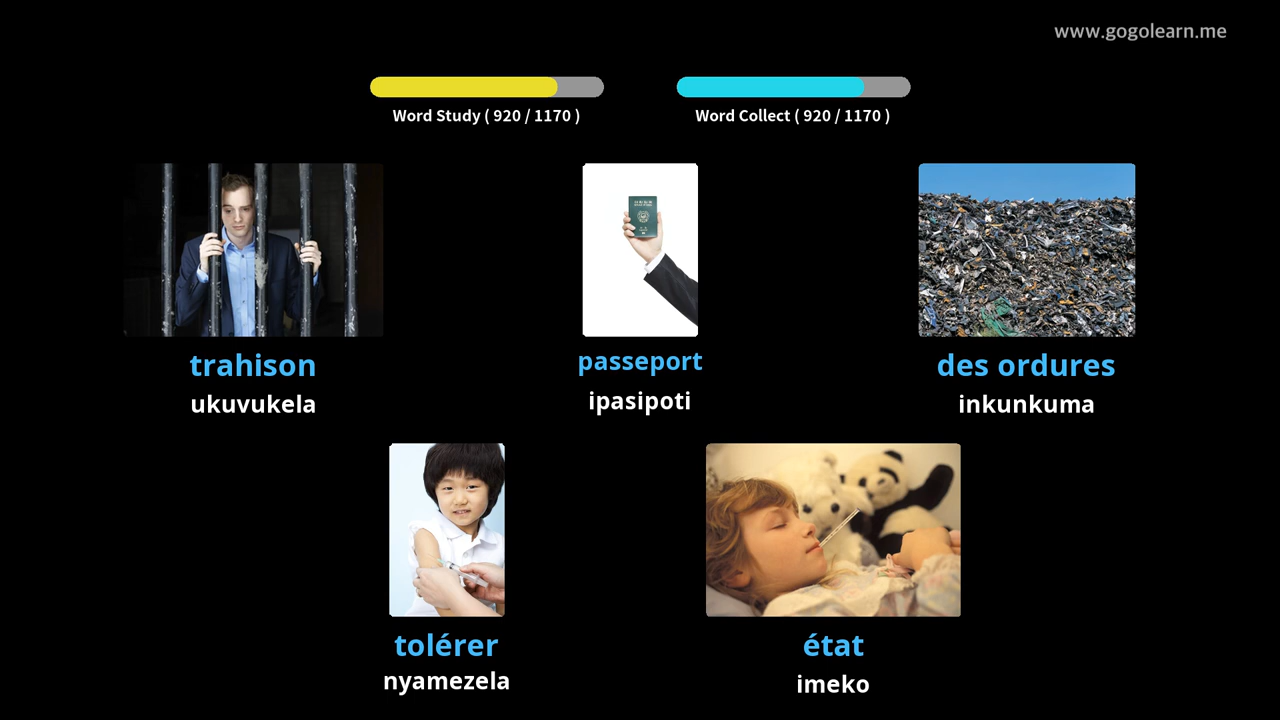 www.gogolearn.me
Word Study ( 920 / 1170 )
Word Collect ( 920 / 1170 )
trahison
ukuvukela
passeport
ipasipoti
des ordures
inkunkuma
tolérer
nyamezela
état
imeko